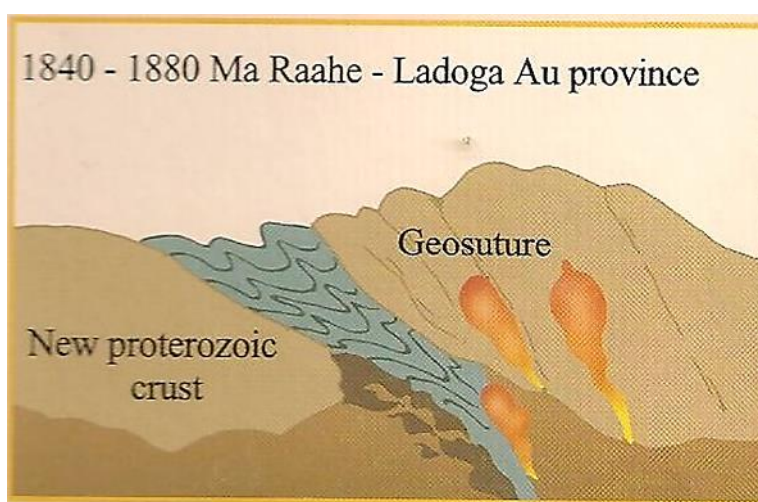 1840 - 1880 Ma Raahe - Ladoga Au province
Geosuture
New proterozoic
crust